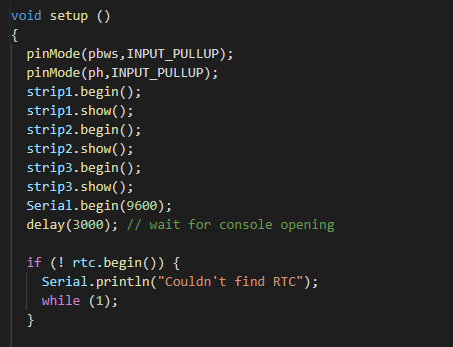 void setup ()
{
  pinMode(pbws,INPUT_PULLUP);
  pinMode(ph,INPUT_PULLUP);
  strip1.begin();
  strip1.show();
  strip2.begin();
  strip2.show();
  strip3.begin();
  strip3.show();
  Serial.begin(9600);
  delay(3000); // wait for console opening
  if (! rtc.begin()) {
    Serial.println("Couldn't find RTC");
    while (1);
  }